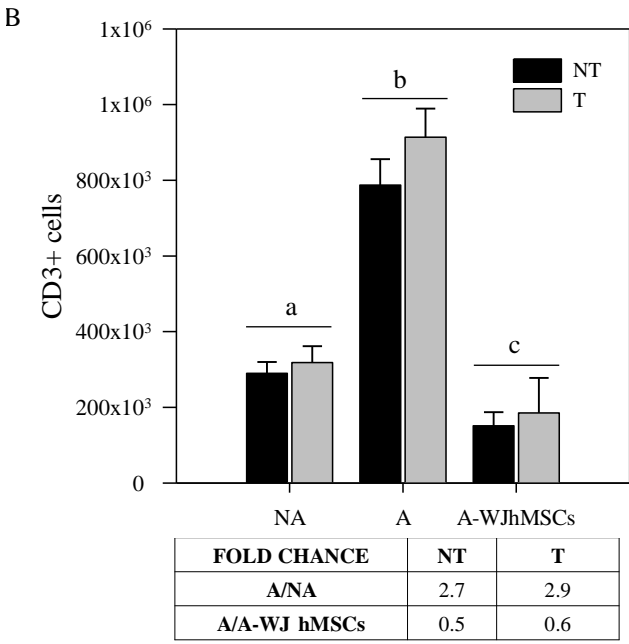 B
1x10⁶
1x10⁶
800x10³
600x10³
400x10³
200x10³
0
CD3+ cells
NT
T
a
b
c
NA A A-WJhMSCs
FOLD CHANCE NT T
A/NA 2.7 2.9
A/A-WJ hMSCs 0.5 0.6